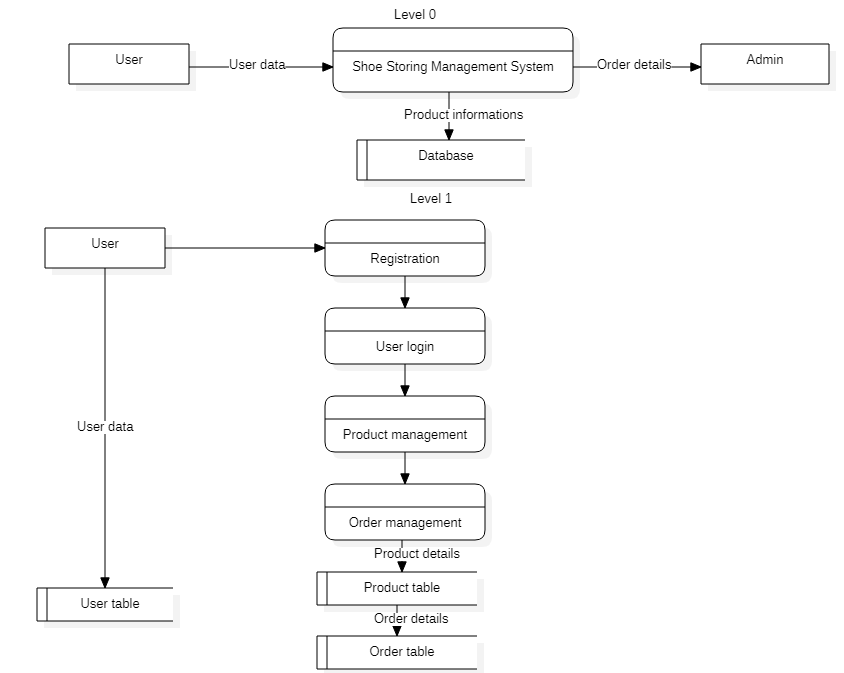 Level 0
User
User data
Shoe Storing Management System
Order details
Admin
Product informations
Database
Level 1
User
Registration
User login
User data
Product management
Order management
Product details
Product table
User table
Order details
Order table